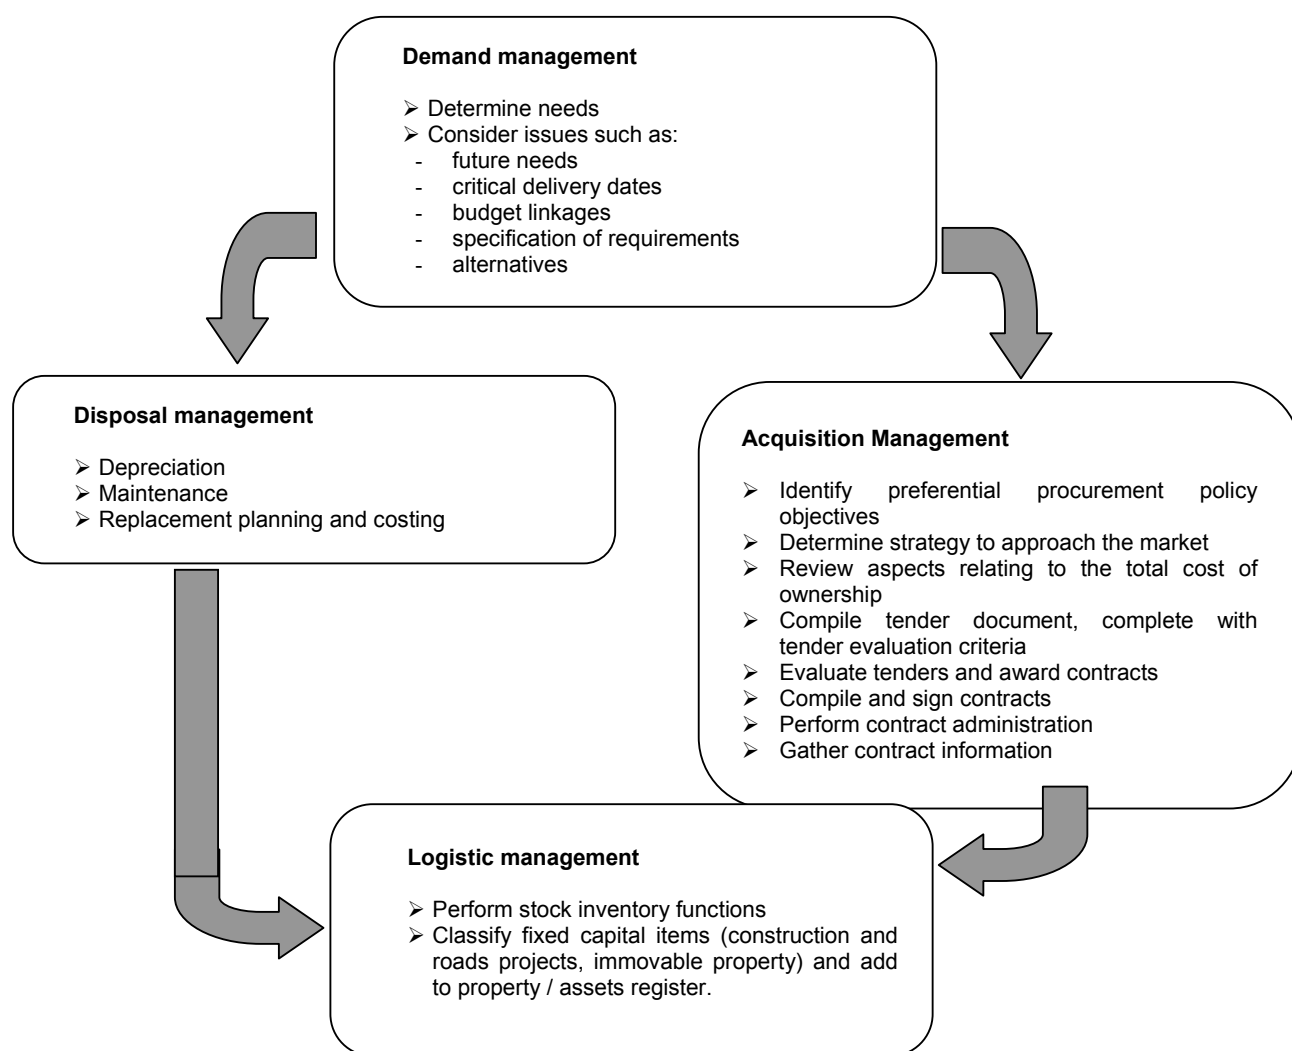 Demand management
➢ Determine needs
➢ Consider issues such as:
- future needs
- critical delivery dates
- budget linkages
- specification of requirements
- alternatives
Disposal management
➢ Depreciation
➢ Maintenance
➢ Replacement planning and costing
Acquisition Management
➢ Identify preferential procurement policy
objectives
➢ Determine strategy to approach the market
➢ Review aspects relating to the total cost of
ownership
➢ Compile tender document, complete with
tender evaluation criteria
➢ Evaluate tenders and award contracts
➢ Compile and sign contracts
➢ Perform contract administration
➢ Gather contract information
Logistic management
➢ Perform stock inventory functions
➢ Classify fixed capital items (construction and
roads projects, immovable property) and add
to property / assets register.